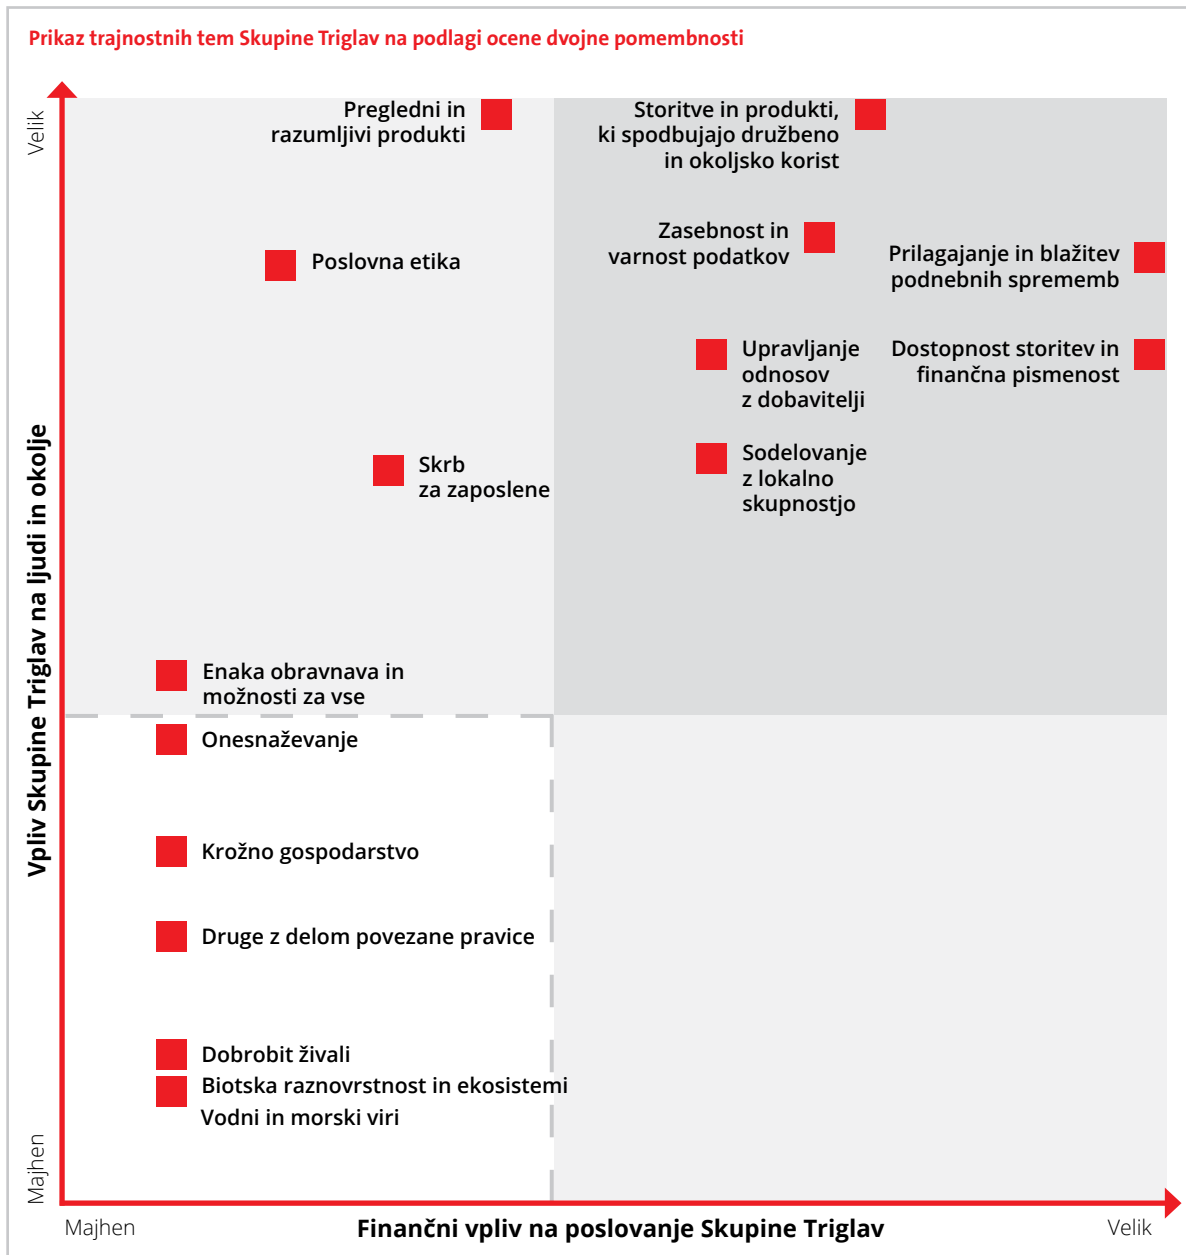 Prikaz trajnostnih tem Skupine Triglav na podlagi ocene dvojne pomembnosti
Velik
Pregledni in
razumljivi produkti
Storitve in produkti,
ki spodbujajo družbeno
in okoljsko korist
Poslovna etika
Zasebnost in
varnost podatkov
Prilagajanje in blažitev
podnebnih sprememb
Upravljanje
odnosov
z dobavitelji
Dostopnost storitev in
finančna pismenost
Skrb
za zaposlene
Sodelovanje
z lokalno
skupnostjo
Vpliv Skupine Triglav na ljudi in okolje
Enaka obravnava in
možnosti za vse
Onesnaževanje
Krožno gospodarstvo
Druge z delom povezane pravice
Dobrobit živali
Biotska raznovrstnost in ekosistemi
Vodni in morski viri
Majhen
Majhen
Finančni vpliv na poslovanje Skupine Triglav
Velik